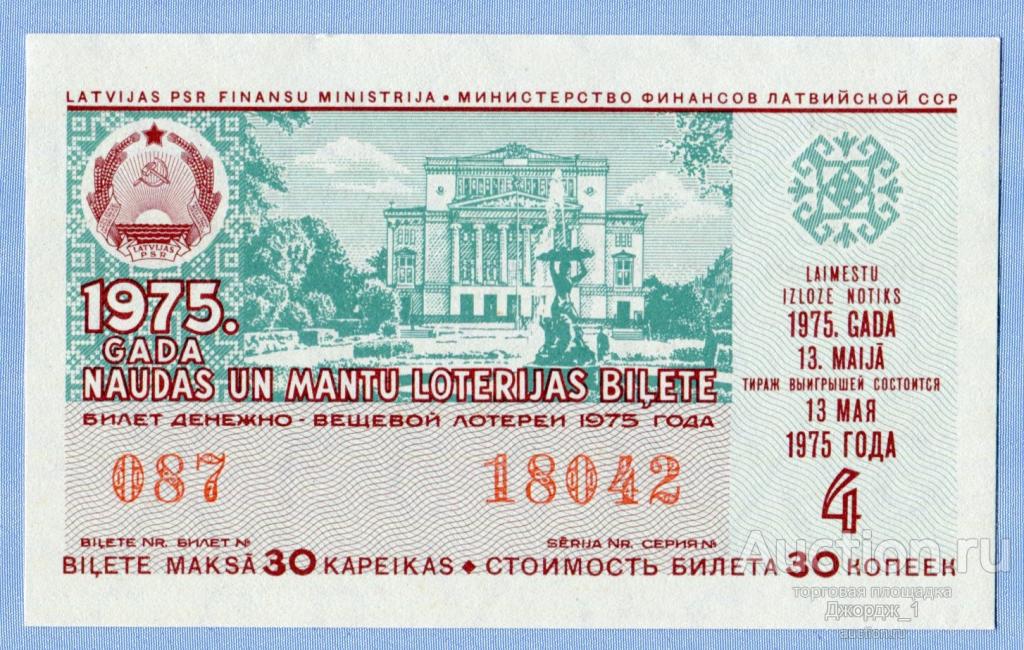 LATVIJAS PSR FINANSU MINISTRIJA • МИНИСТЕРСТВО ФИНАНСОВ ЛАТВИЙСКОЙ ССР
LATVIJAS
PSR
1975.
GADA
NAUDAS UN MANTU LOTERIJAS BIĻETE
БИЛЕТ ДЕНЕЖНО - ВЕЩЕВОЙ ЛОТЕРЕИ 1975 ГОДА
087 18042
BIĻETE NR. БИЛЕТ № SĒRIJA NR. СЕРИЯ №
LAIMESTU
IZLOZE NOTIKS
1975. GADA
13. MAIJĀ
ТИРАЖ ВЫИГРЫШЕЙ СОСТОИТСЯ
13 МАЯ
1975 ГОДА
4
BIĻETE MAKSĀ 30 KAPEIKAS ♦ СТОИМОСТЬ БИЛЕТА 30 КОПЕЕК
Auction.ru
торговая площадка
Джордж_1
auction.ru